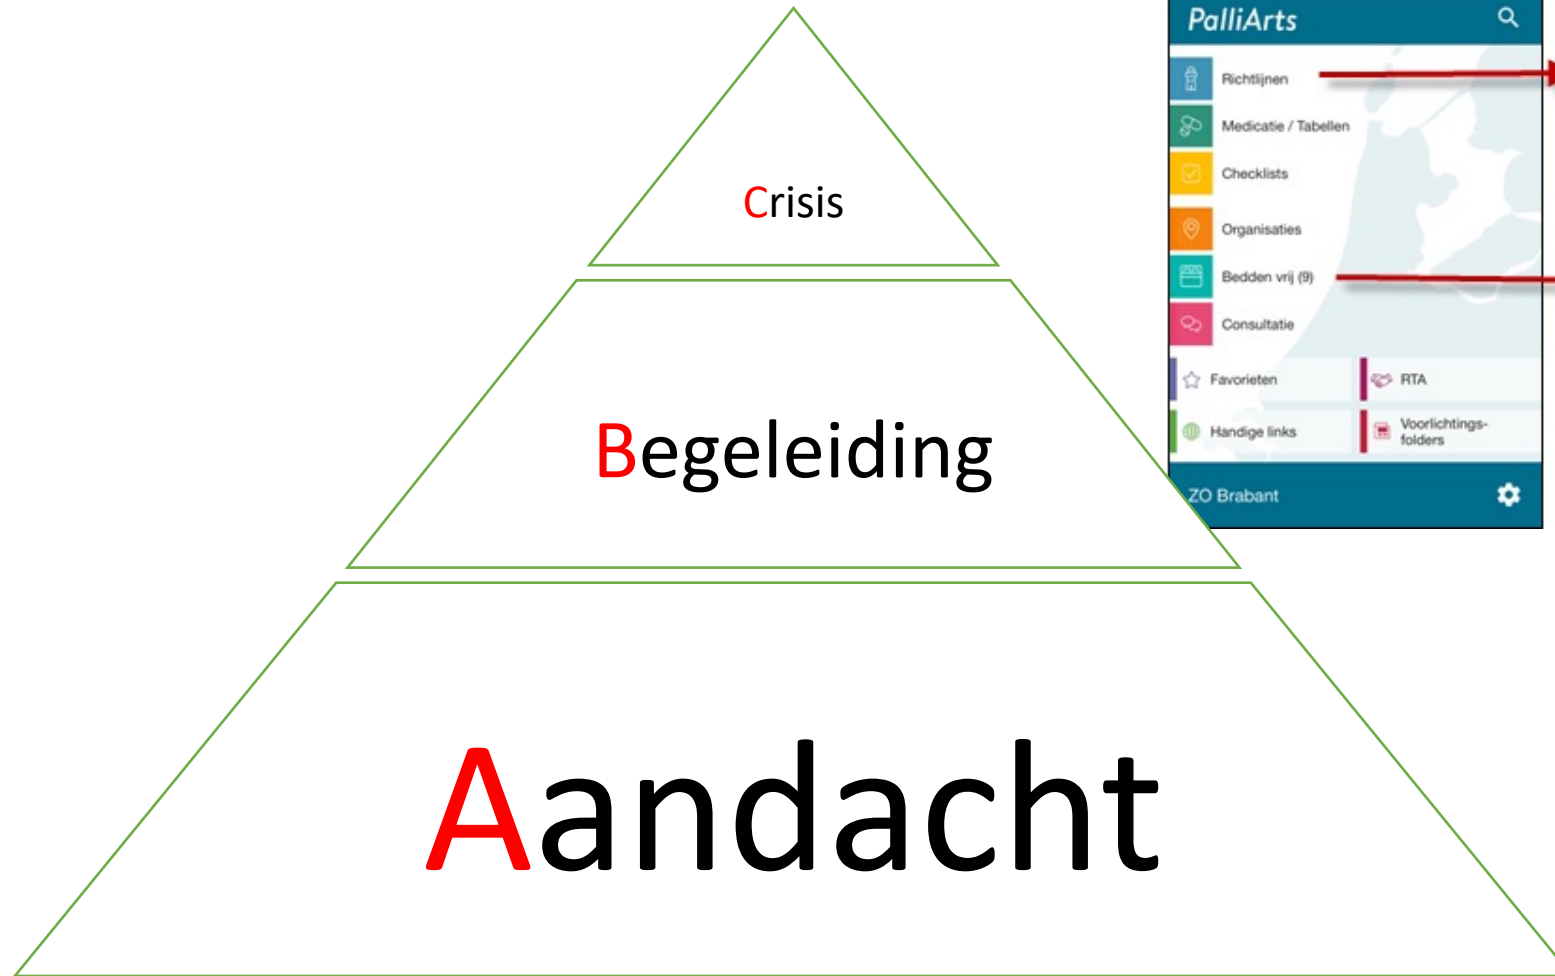 Crisis
Begeleiding
Aandacht
PalliArts
Richtlijnen
Medicatie / Tabellen
Checklists
Organisaties
Bedden vrij (9)
Consultatie
Favorieten
RTA
Handige links
Voorlichtings-
folders
ZO Brabant